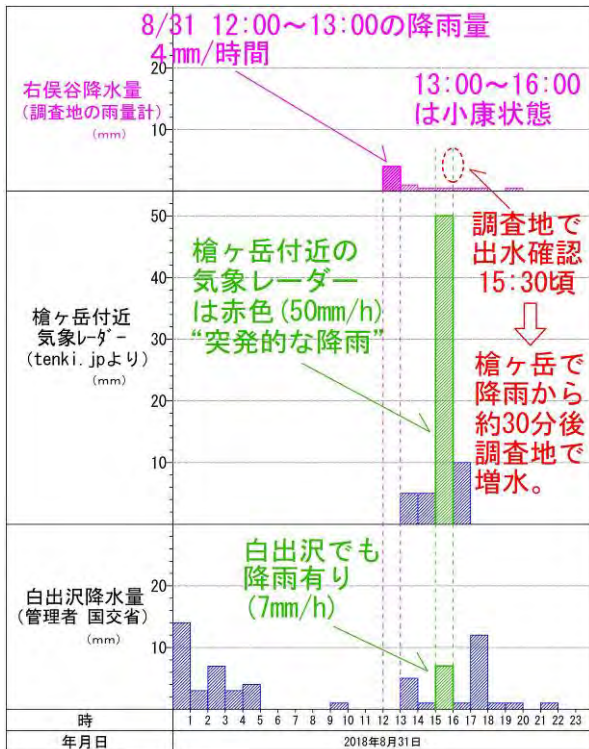 8/31 12:00～13:00の降雨量
4mm/時間
13:00～16:00
は小康状態
右俣谷降水量
(調査地の雨量計)
(mm)
20
10
調査地で
出水確認
15:30頃
槍ヶ岳で
降雨から
約30分後
調査地で
増水。
槍ヶ岳付近の
気象レーダー
は赤色(50mm/h)
“突発的な降雨”
槍ヶ岳付近
気象レーダー
(tenki.jpより)
(mm)
50
40
30
20
10
白出沢でも
降雨有り
(7mm/h)
白出沢降水量
(管理者 国交省)
(mm)
20
10
時
1 2 3 4 5 6 7 8 9 10 11 12 13 14 15 16 17 18 19 20 21 22 23
年月日
2018年8月31日